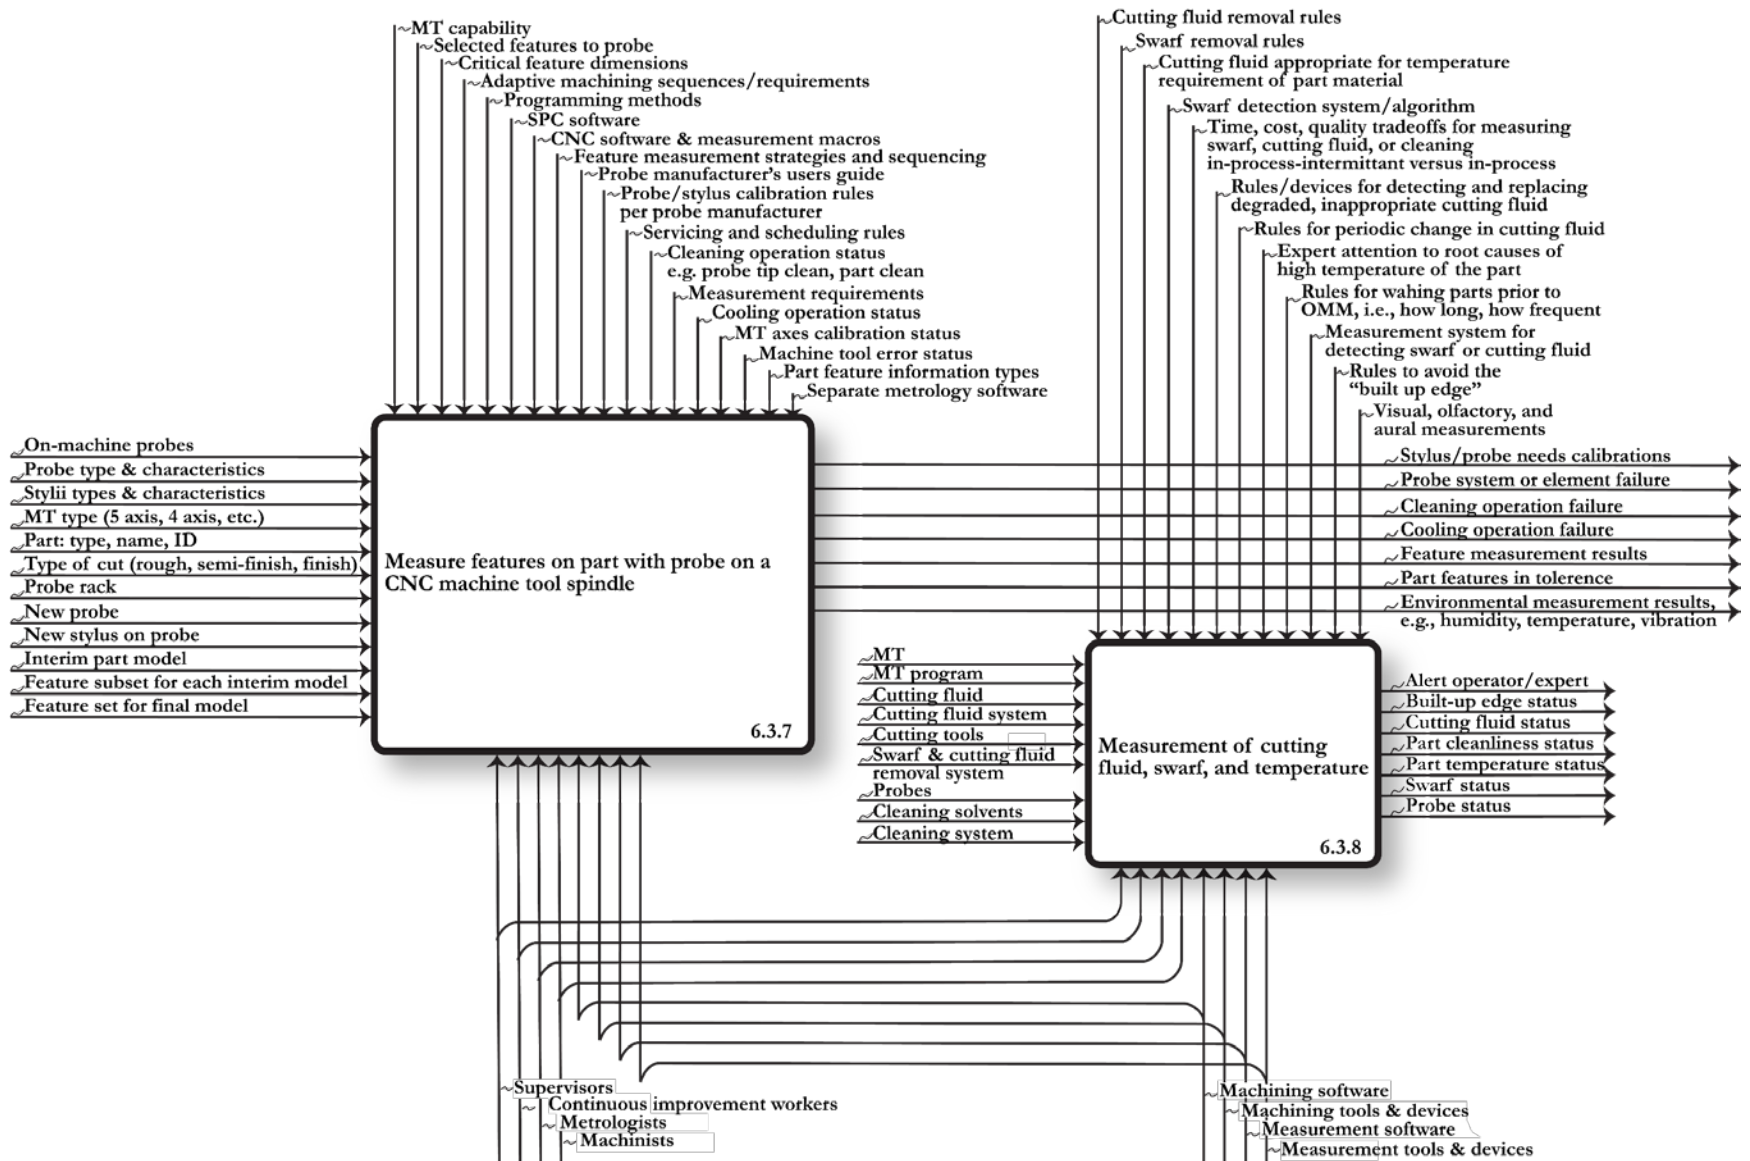 MT capability
Selected features to probe
Critical feature dimensions
Adaptive machining sequences/requirements
Programming methods
SPC software
CNC software & measurement macros
Feature measurement strategies and sequencing
Probe manufacturer's users guide
Probe/stylus calibration rules
per probe manufacturer
Servicing and scheduling rules
Cleaning operation status
e.g. probe tip clean, part clean
Measurement requirements
Cooling operation status
MT axes calibration status
Machine tool error status
Part feature information types
Separate metrology software
On-machine probes
Probe type & characteristics
Stylii types & characteristics
MT type (5 axis, 4 axis, etc.)
Part: type, name, ID
Type of cut (rough, semi-finish, finish)
Probe rack
New probe
New stylus on probe
Interim part model
Feature subset for each interim model
Feature set for final model
Measure features on part with probe on a
CNC machine tool spindle
6.3.7
Cutting fluid removal rules
Swarf removal rules
Cutting fluid appropriate for temperature
requirement of part material
Swarf detection system/algorithm
Time, cost, quality tradeoffs for measuring
swarf, cutting fluid, or cleaning
in-process-intermittant versus in-process
Rules/devices for detecting and replacing
degraded, inappropriate cutting fluid
Rules for periodic change in cutting fluid
Expert attention to root causes of
high temperature of the part
Rules for wahing parts prior to
OMM, i.e., how long, how frequent
Measurement system for
detecting swarf or cutting fluid
Rules to avoid the
"built up edge"
Visual, olfactory, and
aural measurements
Stylus/probe needs calibrations
Probe system or element failure
Cleaning operation failure
Cooling operation failure
Feature measurement results
Part features in tolerence
Environmental measurement results,
e.g., humidity, temperature, vibration
MT
MT program
Cutting fluid
Cutting fluid system
Cutting tools
Swarf & cutting fluid
removal system
Probes
Cleaning solvents
Cleaning system
Measurement of cutting
fluid, swarf, and temperature
6.3.8
Alert operator/expert
Built-up edge status
Cutting fluid status
Part cleanliness status
Part temperature status
Swarf status
Probe status
Supervisors
Continuous improvement workers
Metrologists
Machinists
Machining software
Machining tools & devices
Measurement software
Measurement tools & devices